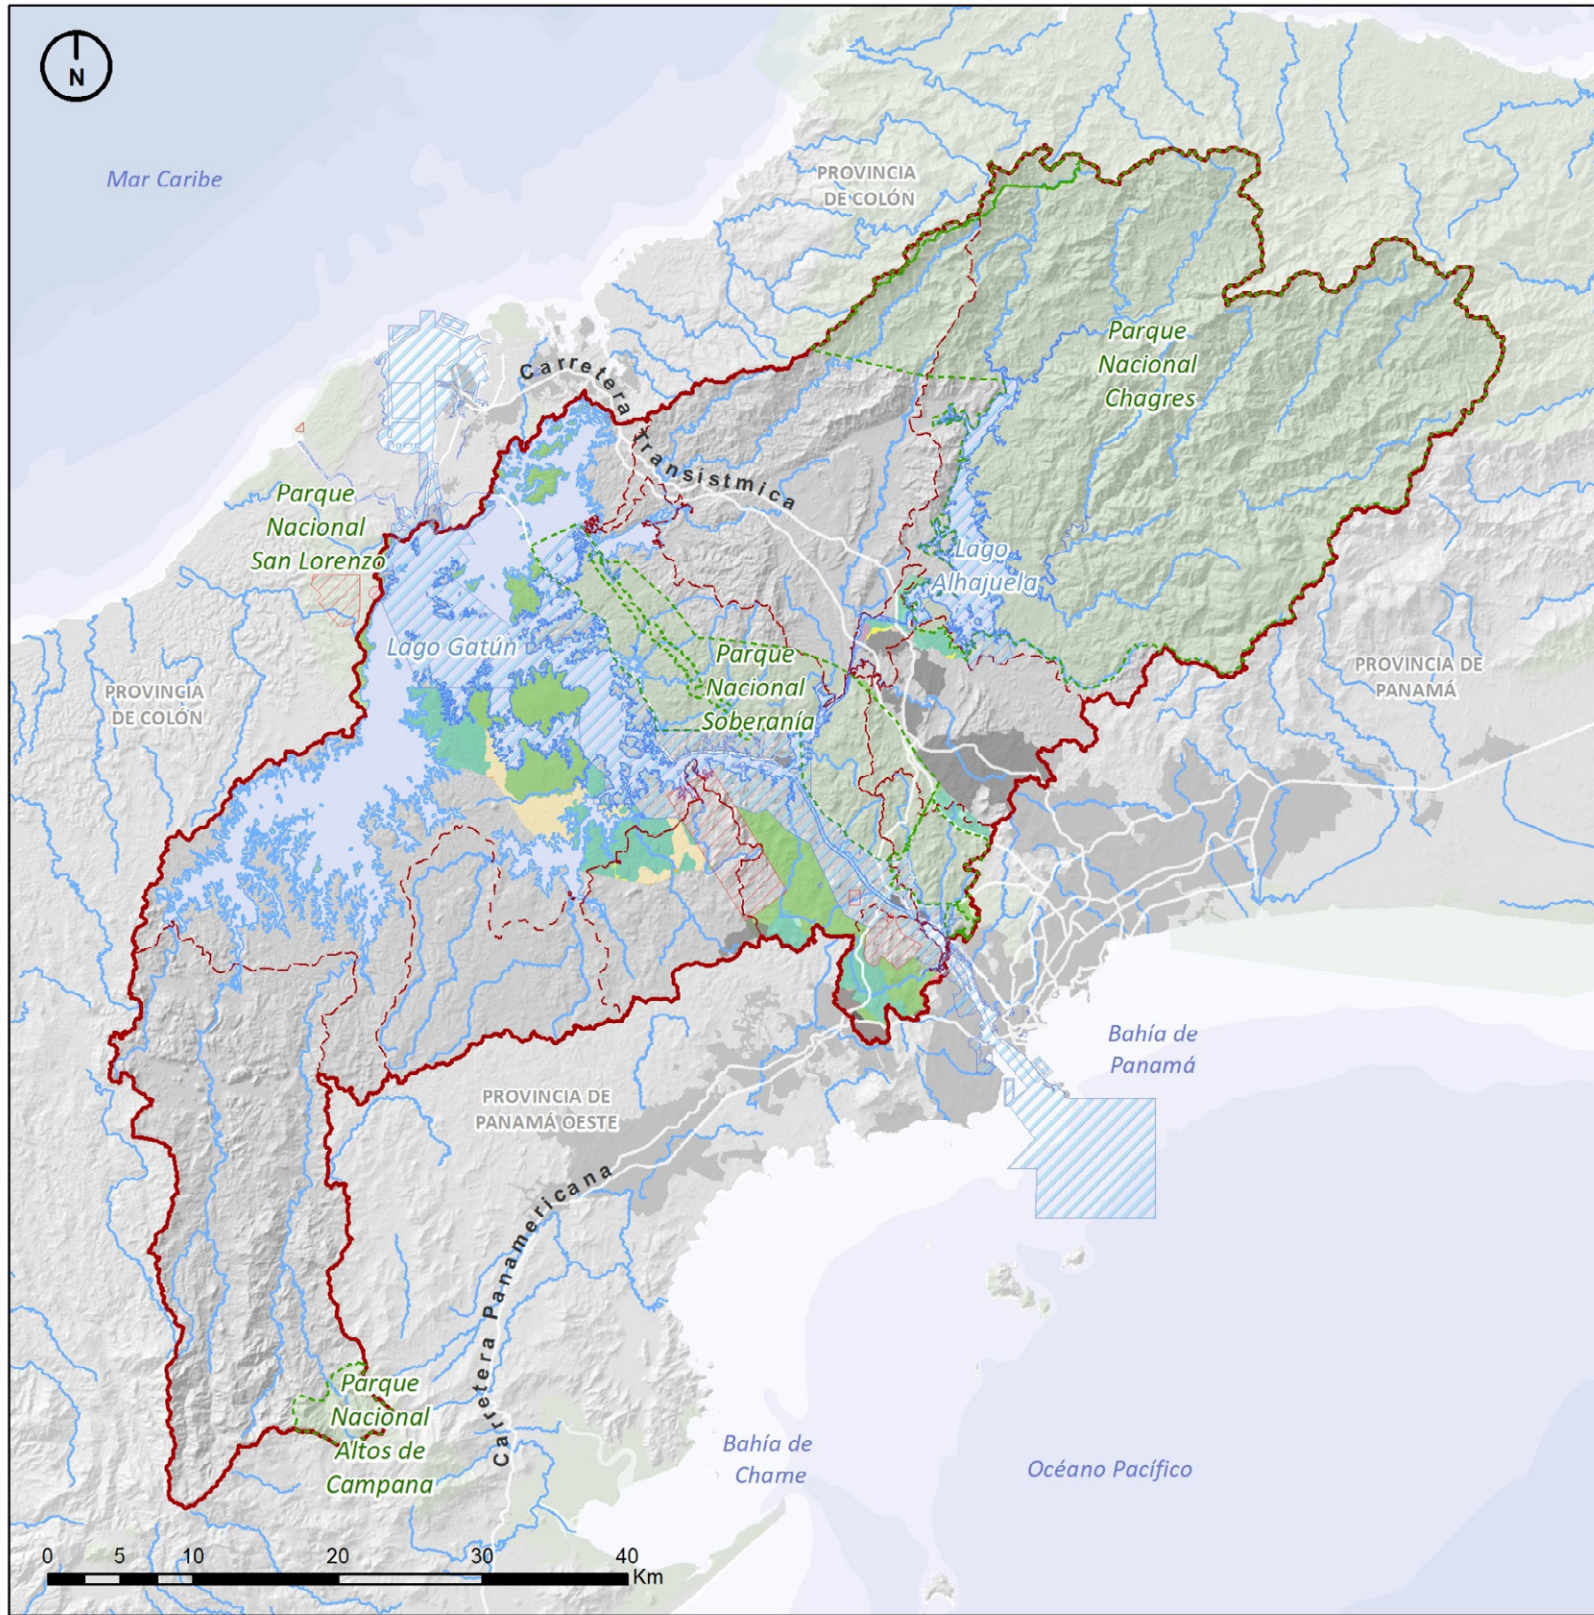 N
Mar Caribe
PROVINCIA
DE COLÓN
Parque
Nacional
Chagres
Carretera Transístmica
Parque
Nacional
San Lorenzo
Lago
Alhajuela
Lago Gatún
Parque
Nacional
Soberanía
PROVINCIA DE
PANAMÁ
PROVINCIA
DE COLÓN
Bahía de
Panamá
PROVINCIA DE
PANAMÁ OESTE
Carretera Panamericana
Parque
Nacional
Altos de
Campana
Bahía de
Chame
Océano Pacífico
0 5 10 20 30 40
Km